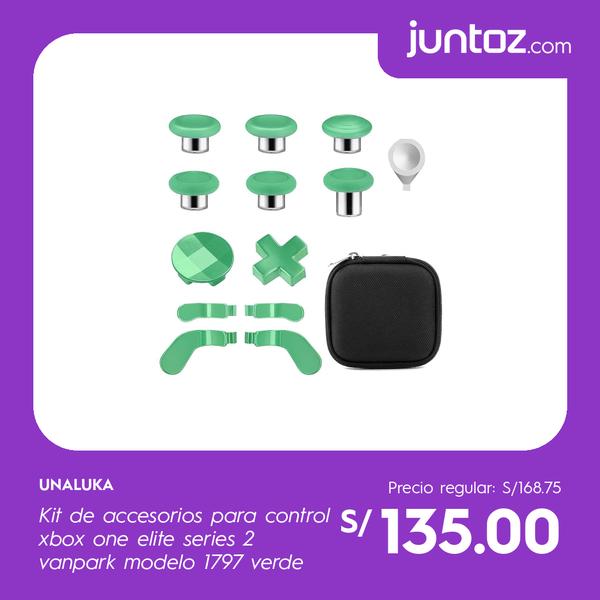 juntoz.com
UNALUKA
Kit de accesorios para control
xbox one elite series 2
vanpark modelo 1797 verde
Precio regular: S/168.75
S/135.00